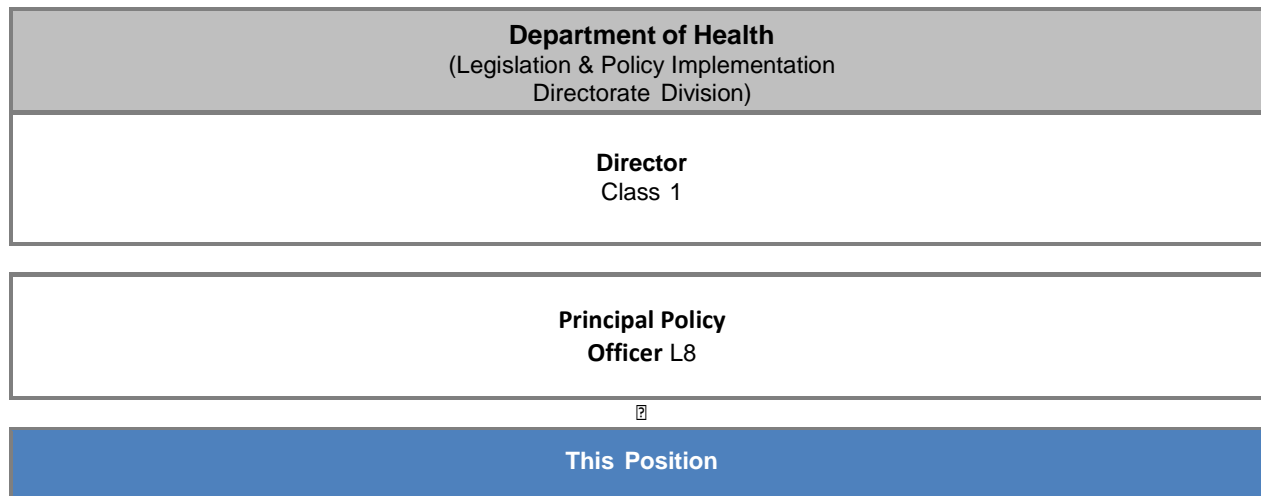 Department of Health
(Legislation & Policy Implementation
Directorate Division)
Director
Class 1
Principal Policy
Officer L8
This Position